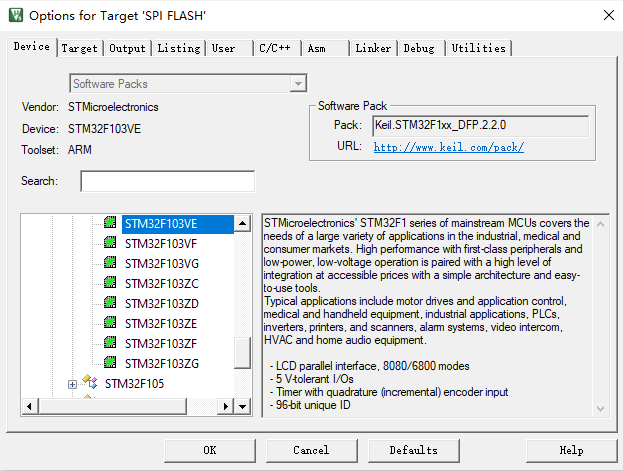 Options for Target 'SPI FLASH'
Device Target Output Listing User C/C++ Asm Linker Debug Utilities
Software Packs
Software Pack
Vendor: STMicroelectronics
Pack: Keil.STM32F1xx_DFP.2.2.0
Device: STM32F103VE
URL: http://www.keil.com/pack/
Toolset: ARM
Search:
STM32F103VE
STM32F103VF
STM32F103VG
STM32F103ZC
STM32F103ZD
STM32F103ZE
STM32F103ZF
STM32F103ZG
STM32F105
STMicroelectronics' STM32F1 series of mainstream MCUs covers the
needs of a large variety of applications in the industrial, medical and
consumer markets. High performance with first-class peripherals and
low-power, low-voltage operation is paired with a high level of
integration at accessible prices with a simple architecture and easy-
to-use tools.
Typical applications include motor drives and application control,
medical and handheld equipment, industrial applications, PLCs,
inverters, printers, and scanners, alarm systems, video intercom,
HVAC and home audio equipment.
- LCD parallel interface, 8080/6800 modes
- 5 V-tolerant I/Os
- Timer with quadrature (incremental) encoder input
- 96-bit unique ID
OK Cancel Defaults Help